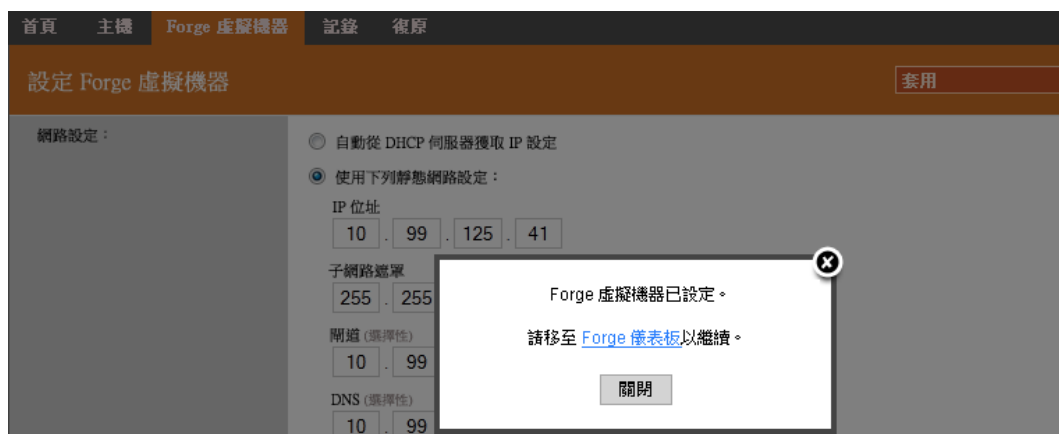 首頁 主機 Forge 虛擬機器 記錄 復原
設定 Forge 虛擬機器
套用
網路設定：
自動從 DHCP 伺服器獲取 IP 設定
使用下列靜態網路設定：
IP 位址
10 . 99 . 125 . 41
子網路遮罩
255 . 255
閘道 (選擇性)
10 . 99
DNS (選擇性)
10 . 99
Forge 虛擬機器已設定。
請移至 Forge 儀表板以繼續。
關閉